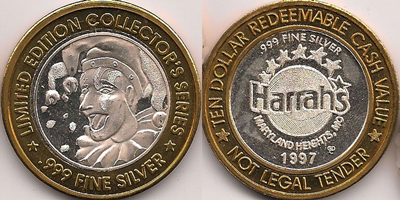 LIMITED EDITION COLLECTOR'S SERIES
.999 FINE SILVER
TEN DOLLAR REDEEMABLE CASH VALUE
.999 FINE SILVER
Harrah's
MARYLAND HEIGHTS, MO
1997
NOT LEGAL TENDER